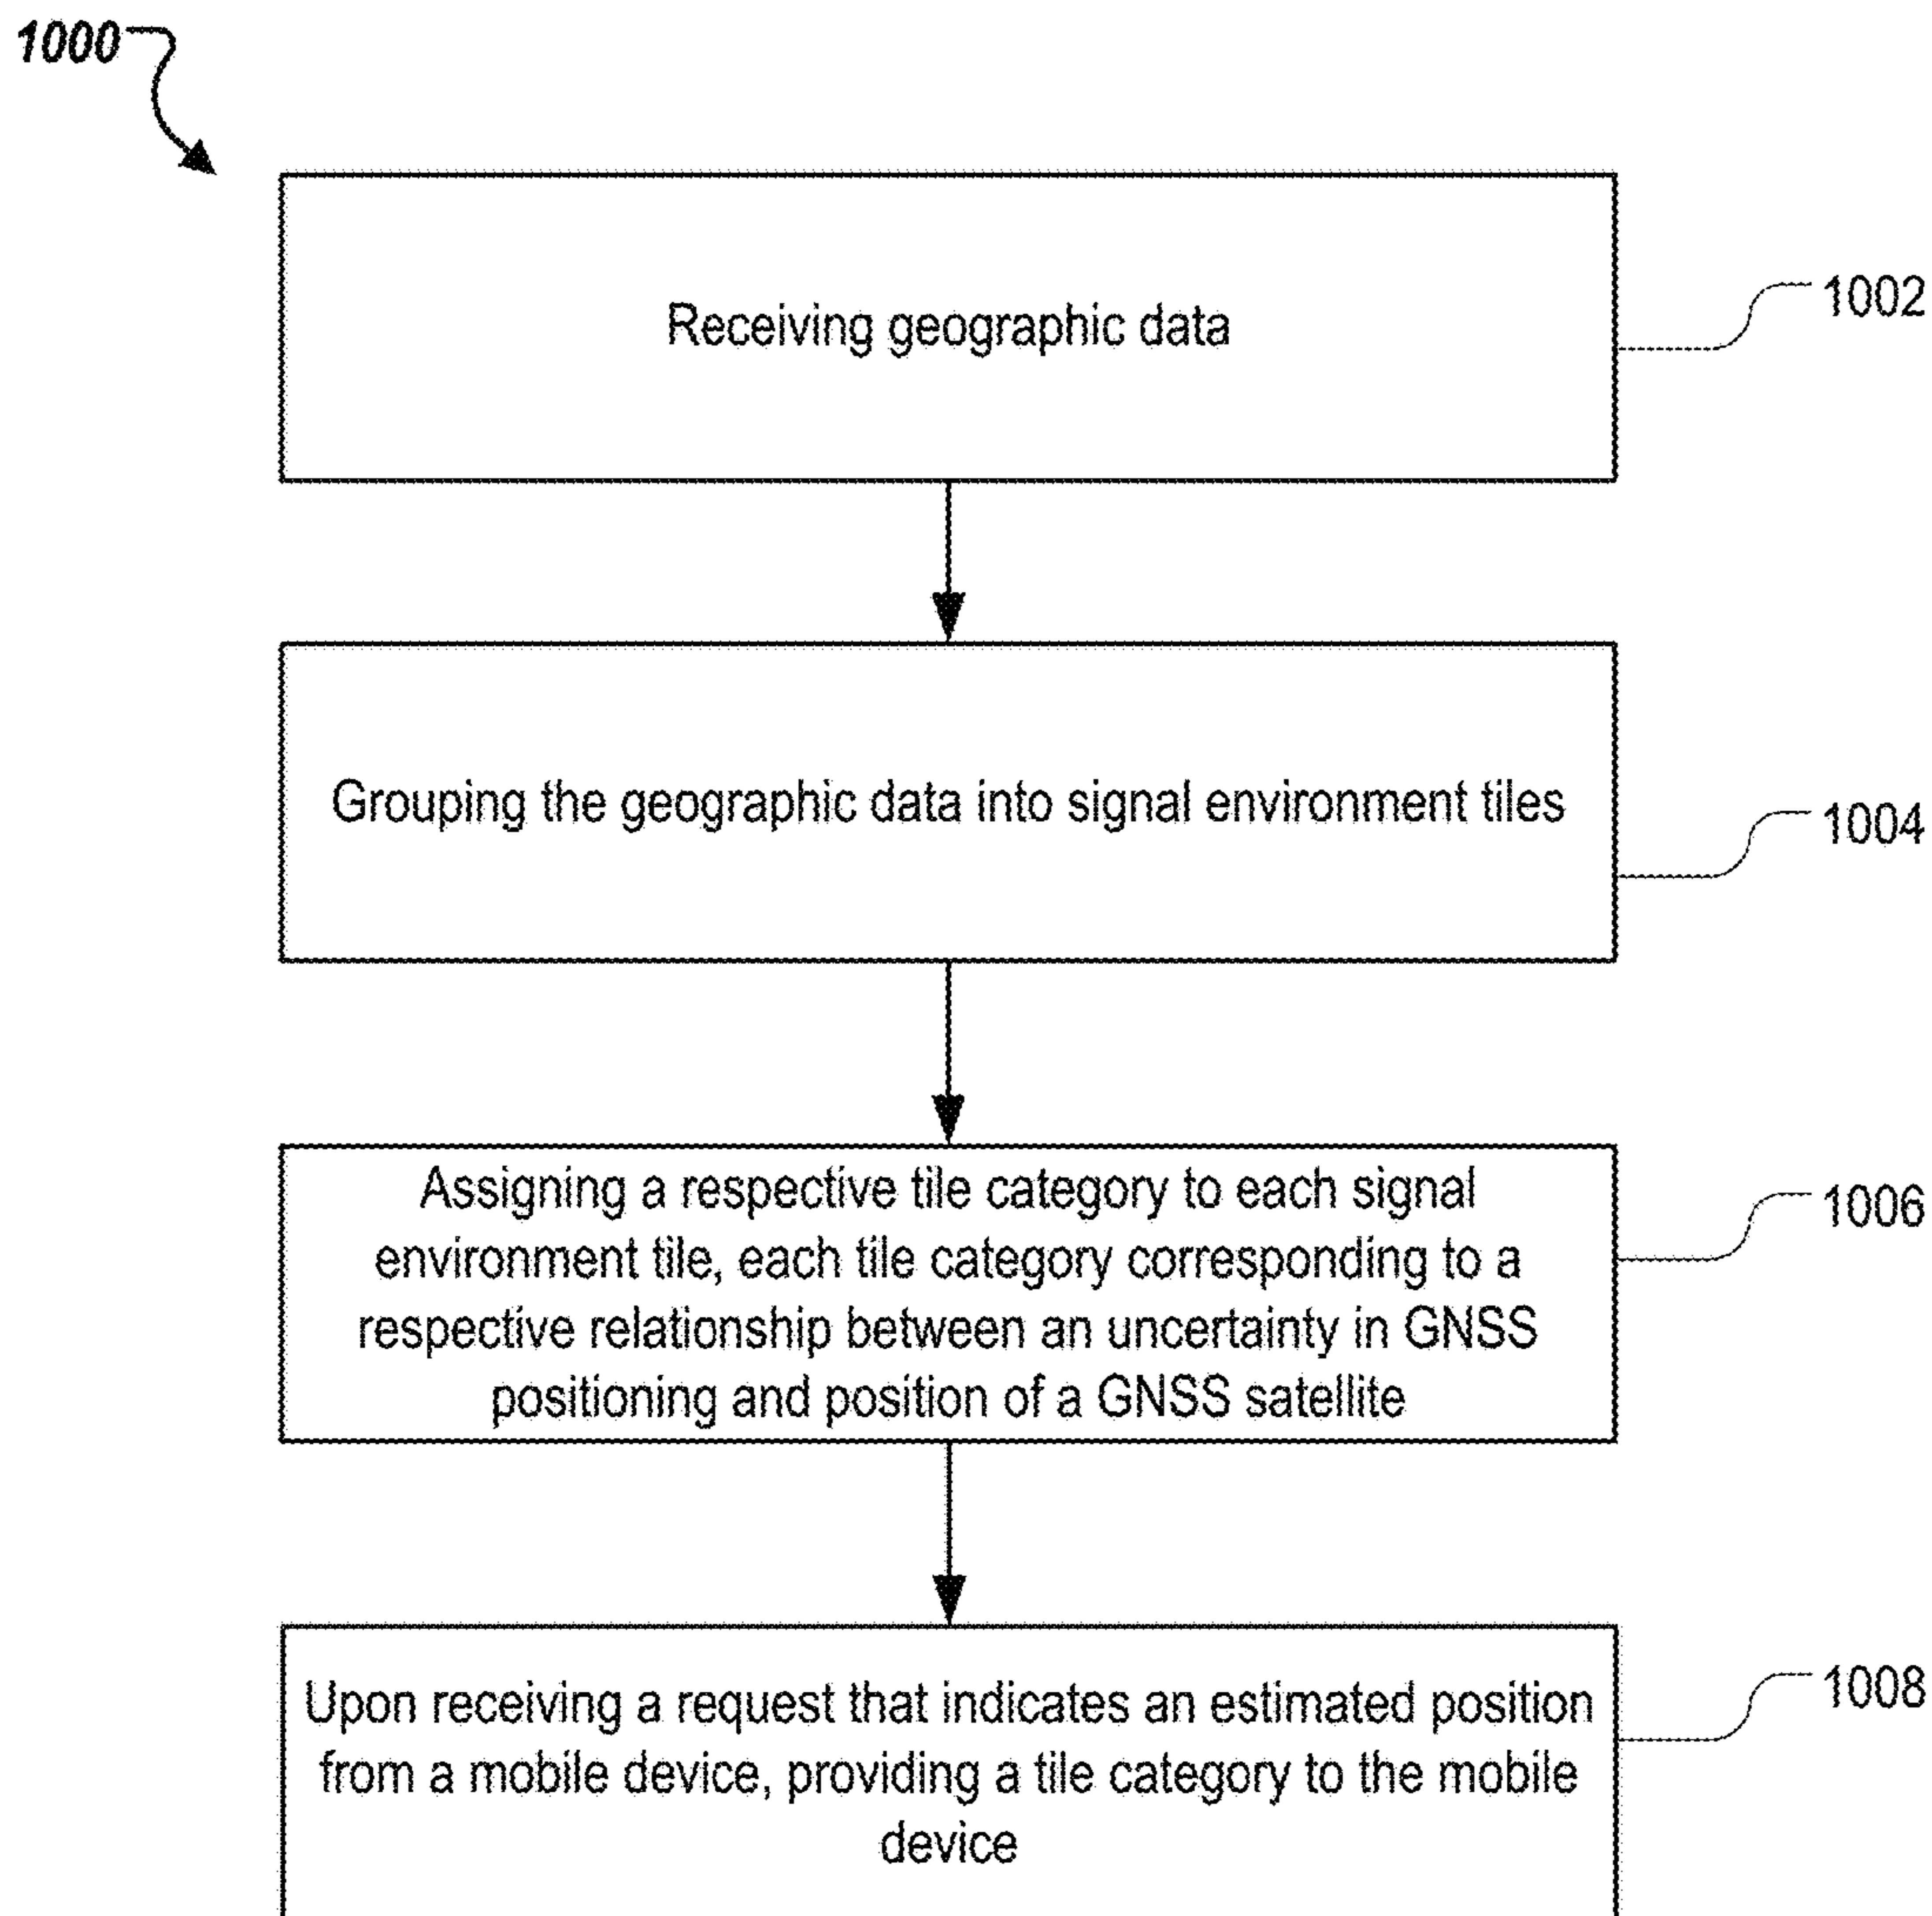 1000
Receiving geographic data
1002
Grouping the geographic data into signal environment tiles
1004
Assigning a respective tile category to each signal
environment tile, each tile category corresponding to a
respective relationship between an uncertainty in GNSS
positioning and position of a GNSS satellite
1006
Upon receiving a request that indicates an estimated position
from a mobile device, providing a tile category to the mobile
device
1008